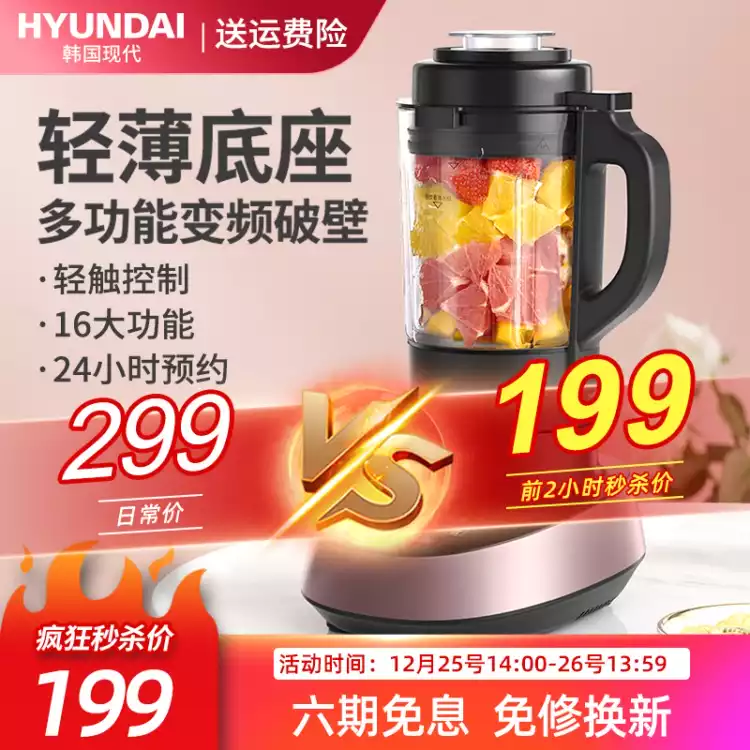 HYUNDAI
韩国现代
送运费险
轻薄底座
多功能变频破壁
·轻触控制
·16大功能
·24小时预约
299
日常价
VS
199
前2小时秒杀价
疯狂秒杀价
199
活动时间：12月25号14:00-26号13:59
六期免息 免修换新